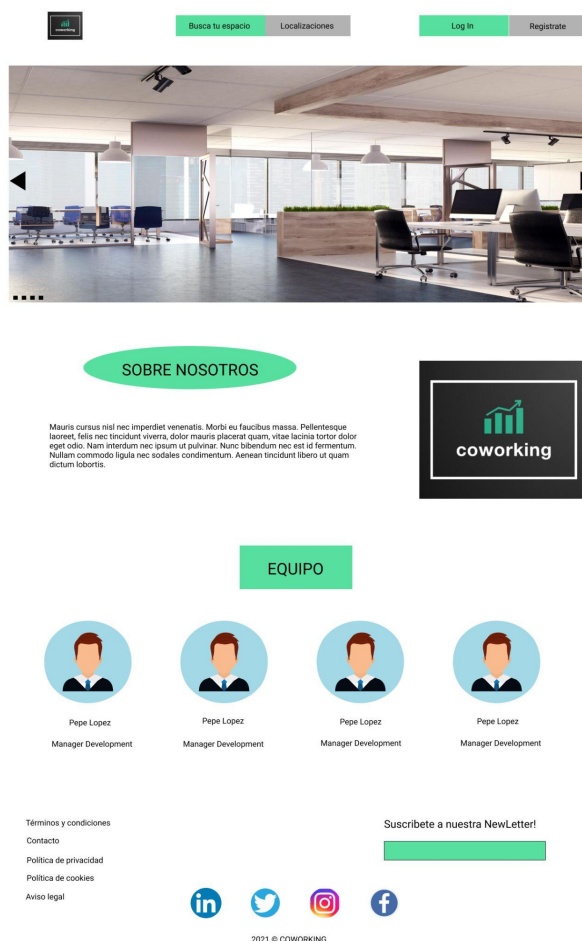 coworking
Busca tu espacio
Localizaciones
Log In
Registrate
SOBRE NOSOTROS
Mauris cursus nisl nec imperdiet venenatis. Morbi eu faucibus massa. Pellentesque
laoreet, felis nec tincidunt viverra, dolor mauris placerat quam, vitae lacinia tortor dolor
eget odio. Nam interdum nec ipsum ut pulvinar. Nunc bibendum nec est id fermentum.
Nullam commodo ligula nec sodales condimentum. Aenean tincidunt libero ut quam
dictum lobortis.
coworking
EQUIPO
Pepe Lopez
Manager Development
Pepe Lopez
Manager Development
Pepe Lopez
Manager Development
Pepe Lopez
Manager Development
Términos y condiciones
Contacto
Política de privacidad
Política de cookies
Aviso legal
Suscribete a nuestra NewLetter!
in
f
2021 © COWORKING